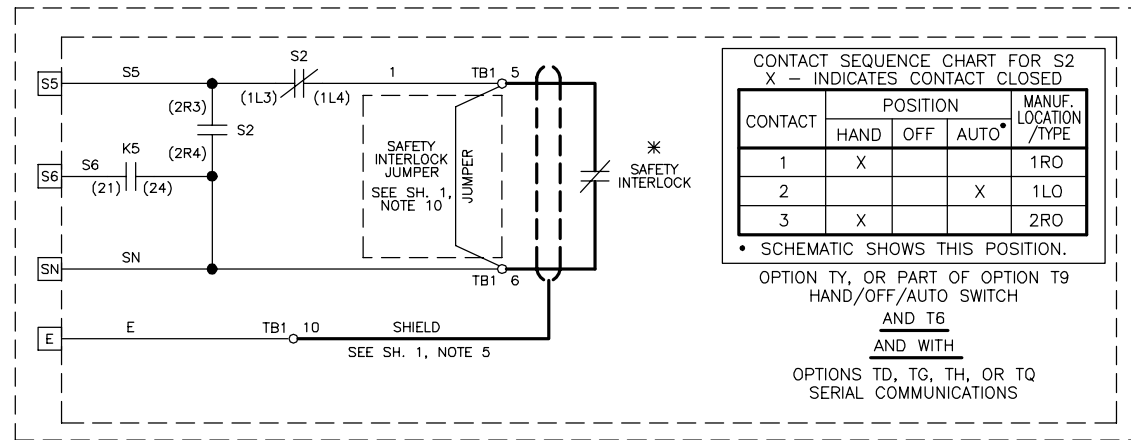 S5
S5
S2
(1L3)
(1L4)
1
TB1
5
(2R3)
S2
(2R4)
S6
S6
K5
(21)
(24)
SAFETY
INTERLOCK
JUMPER
SEE SH. 1,
NOTE 10
JUMPER
*
SAFETY
INTERLOCK
SN
SN
TB1
6
E
E
TB1
10
SHIELD
SEE SH. 1, NOTE 5
CONTACT SEQUENCE CHART FOR S2
X – INDICATES CONTACT CLOSED
CONTACT POSITION MANUF. LOCATION /TYPE
HAND OFF AUTO•
1 X 1RO
2 X 1LO
3 X 2RO
• SCHEMATIC SHOWS THIS POSITION.
OPTION TY, OR PART OF OPTION T9
HAND/OFF/AUTO SWITCH
AND T6
AND WITH
OPTIONS TD, TG, TH, OR TQ
SERIAL COMMUNICATIONS